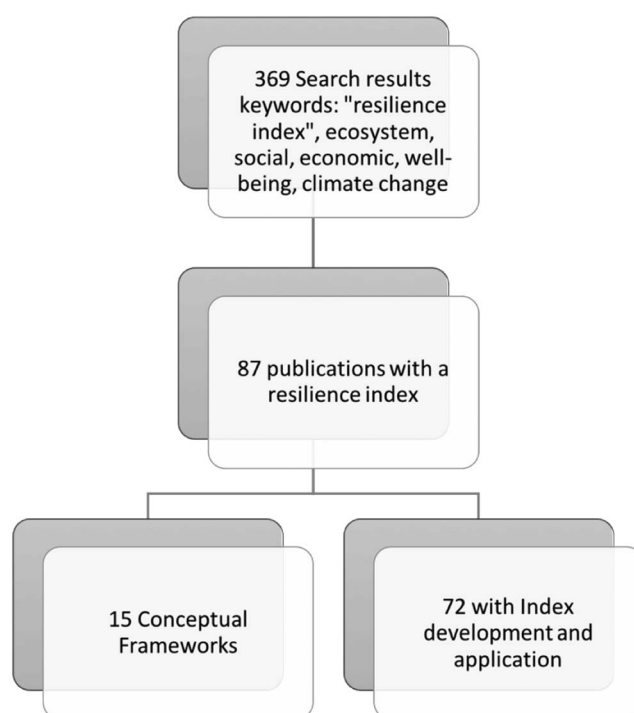 369 Search results
keywords: "resilience
index", ecosystem,
social, economic, well-
being, climate change
87 publications with a
resilience index
15 Conceptual
Frameworks
72 with Index
development and
application